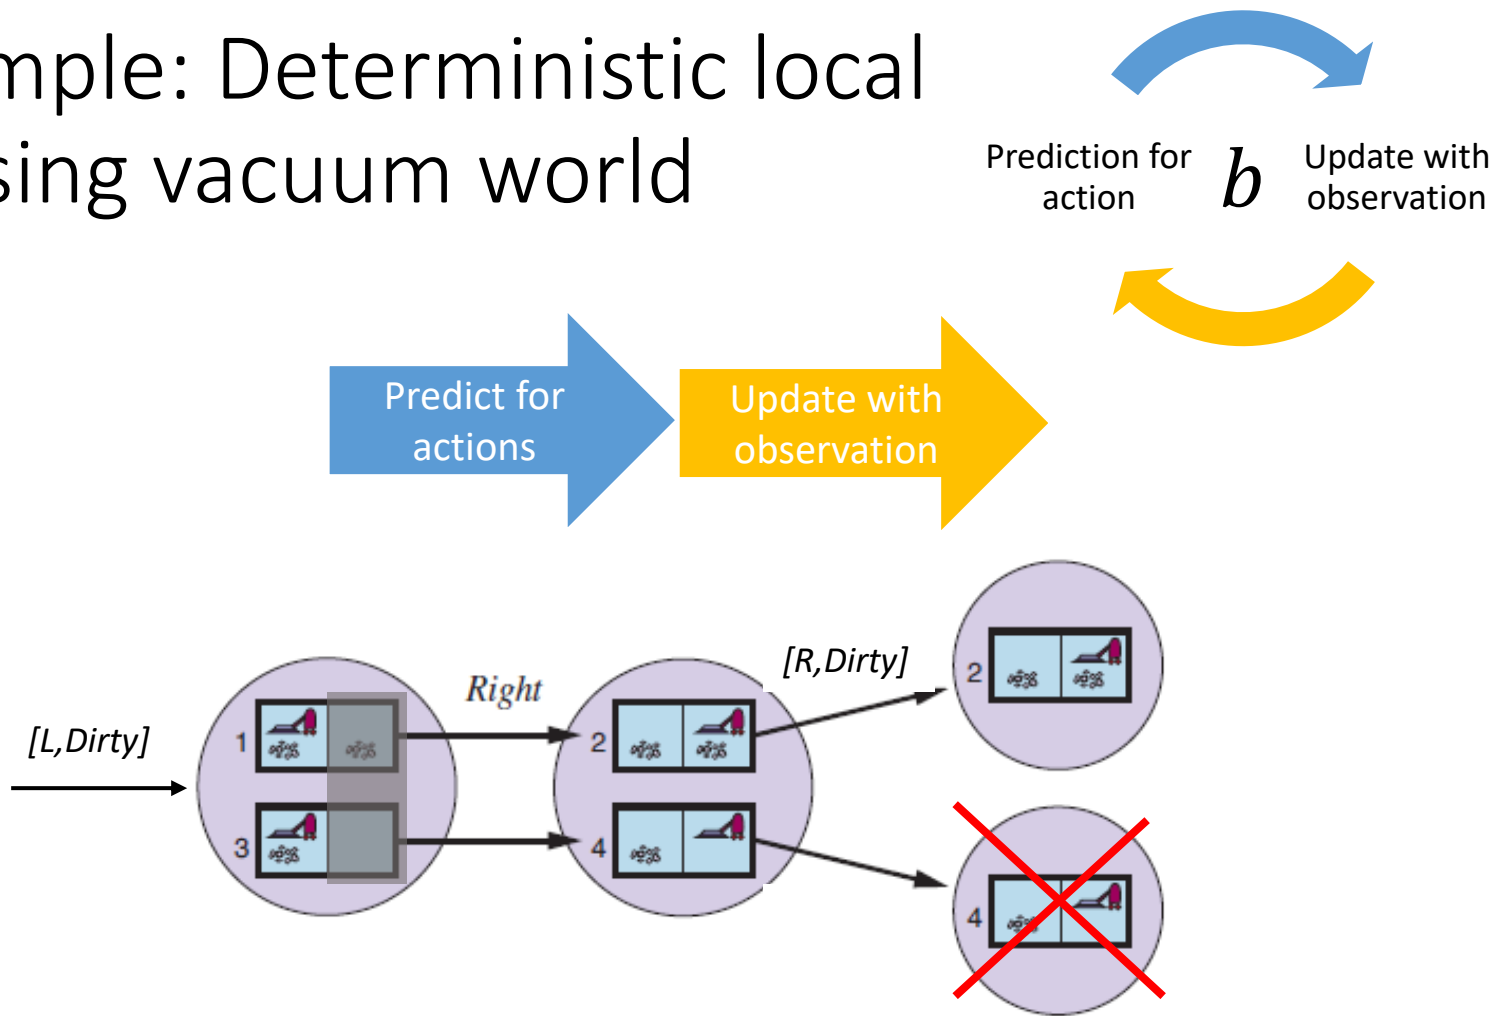 mple: Deterministic local
sing vacuum world
Prediction for
action
b
Update with
observation
Predict for
actions
Update with
observation
[L,Dirty]
1
3
Right
2
4
[R,Dirty]
2
4